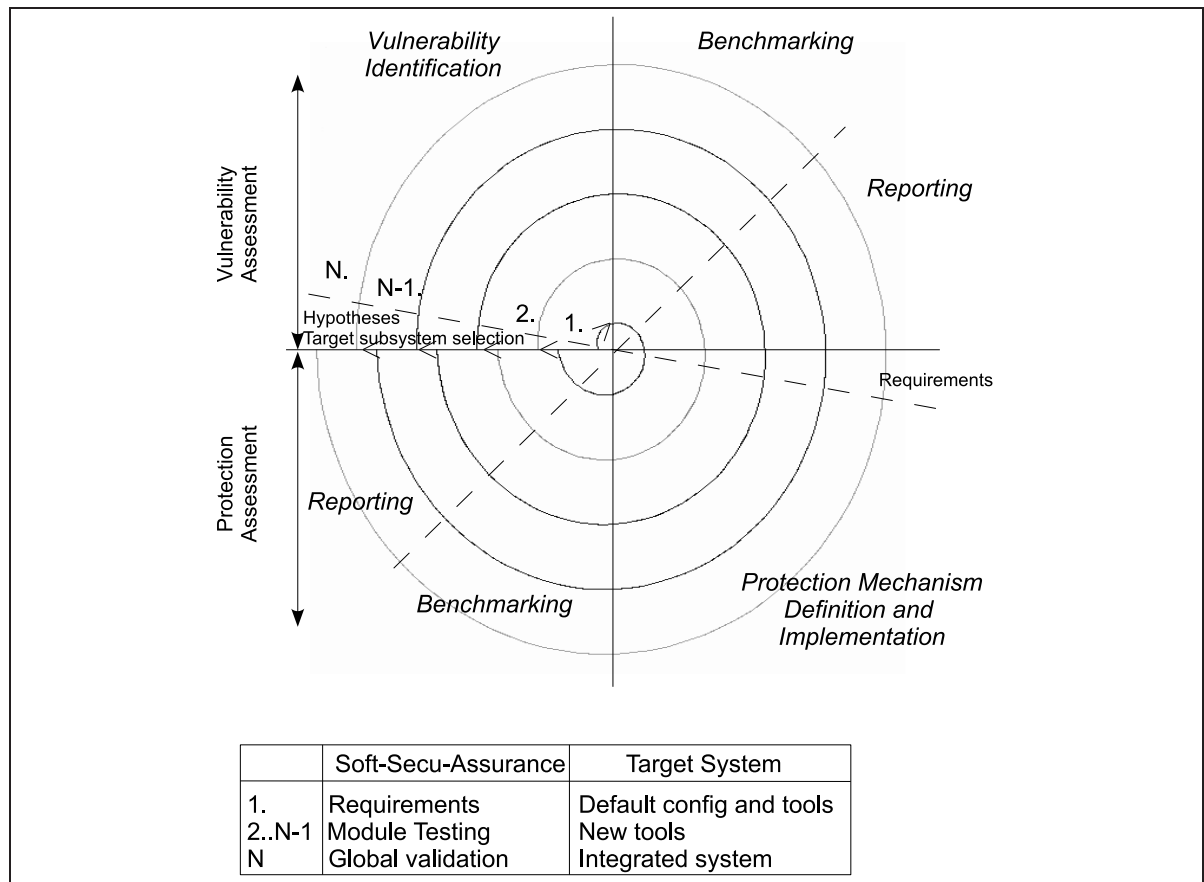 Vulnerability
Identification
Benchmarking
Reporting
Vulnerability
Assessment
N.
N-1.
2.
1.
Hypotheses
Target subsystem selection
Requirements
Protection
Assessment
Reporting
Benchmarking
Protection Mechanism
Definition and
Implementation
Soft-Secu-Assurance Target System
1. Requirements Default config and tools
2..N-1 Module Testing New tools
N Global validation Integrated system